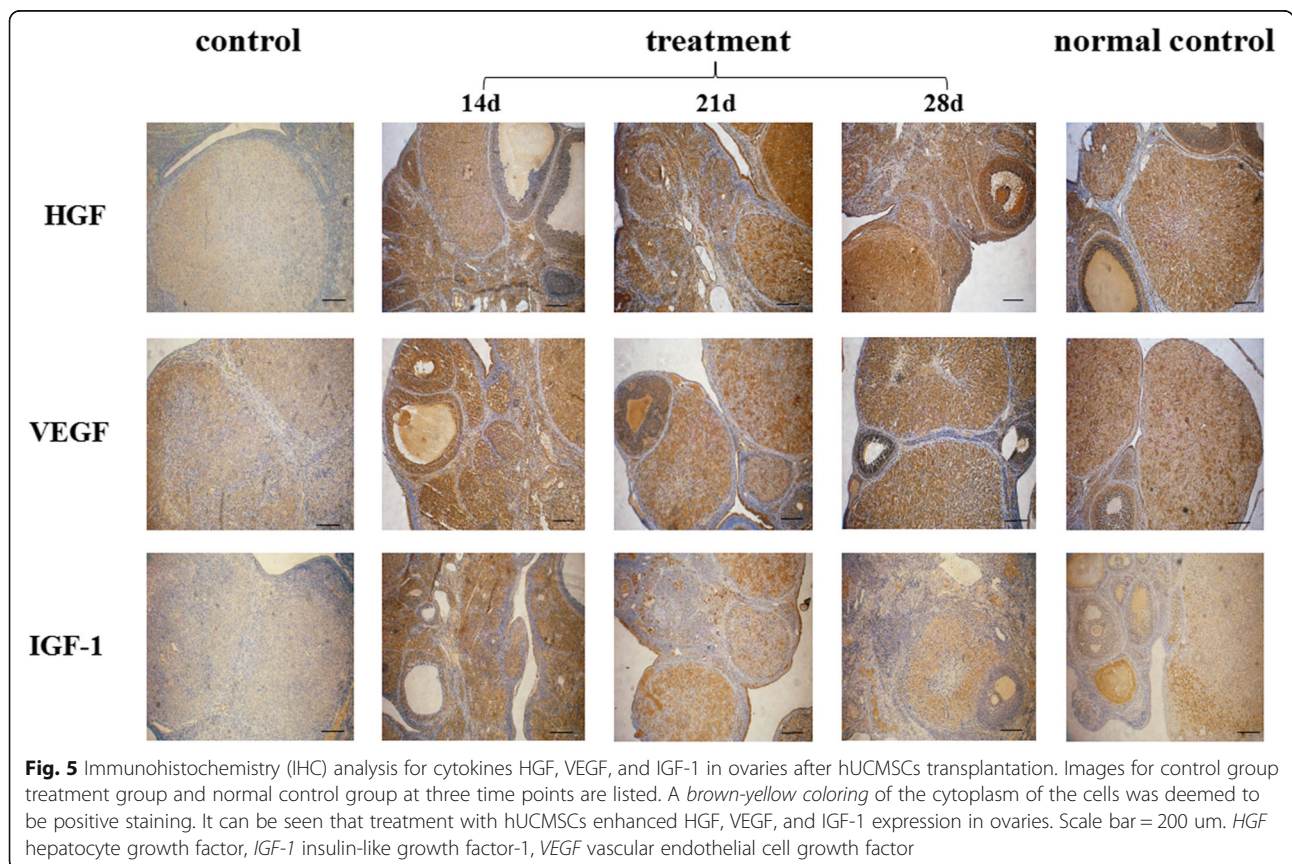 control treatment normal control
14d 21d 28d
HGF
VEGF
IGF-1
Fig. 5 Immunohistochemistry (IHC) analysis for cytokines HGF, VEGF, and IGF-1 in ovaries after hUCMSCs transplantation. Images for control group
treatment group and normal control group at three time points are listed. A brown-yellow coloring of the cytoplasm of the cells was deemed to
be positive staining. It can be seen that treatment with hUCMSCs enhanced HGF, VEGF, and IGF-1 expression in ovaries. Scale bar = 200 um. HGF
hepatocyte growth factor, IGF-1 insulin-like growth factor-1, VEGF vascular endothelial cell growth factor